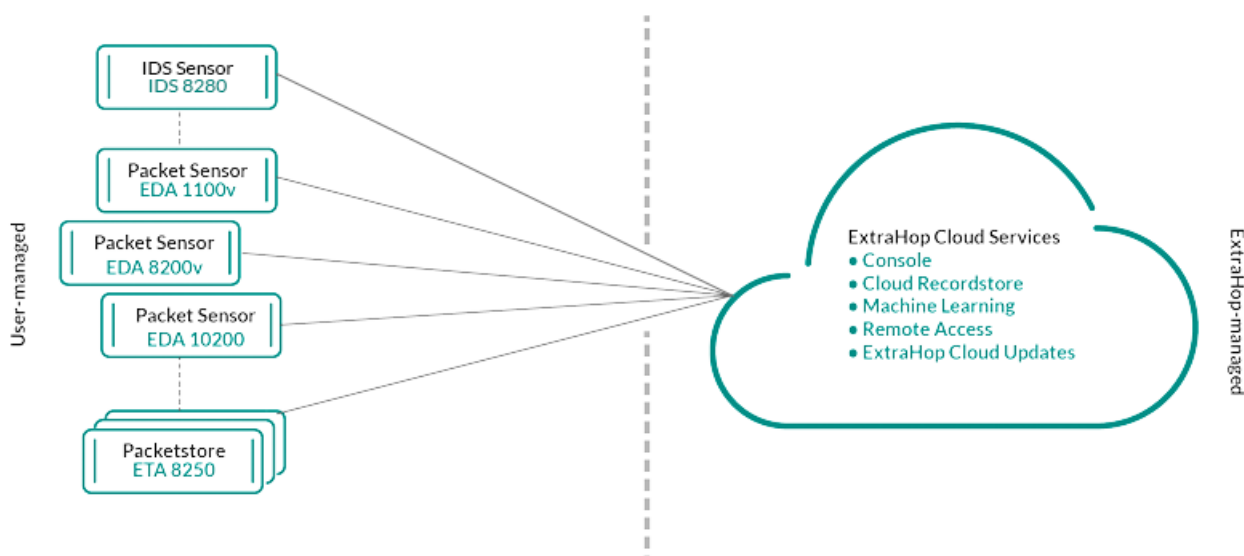 User-managed
IDS Sensor
IDS 8280
Packet Sensor
EDA 1100v
Packet Sensor
EDA 8200v
Packet Sensor
EDA 10200
Packetstore
ETA 8250
ExtraHop Cloud Services
• Console
• Cloud Recordstore
• Machine Learning
• Remote Access
• ExtraHop Cloud Updates
ExtraHop-managed